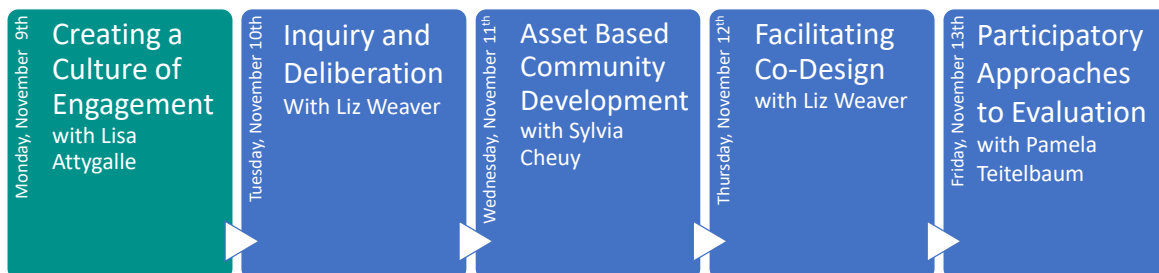 Monday, November 9th
Creating a
Culture of
Engagement
with Lisa
Attygalle
Tuesday, November 10th
Inquiry and
Deliberation
With Liz Weaver
Wednesday, November 11th
Asset Based
Community
Development
with Sylvia
Cheuy
Thursday, November 12th
Facilitating
Co-Design
with Liz Weaver
Friday, November 13th
Participatory
Approaches
to Evaluation
with Pamela
Teitelbaum